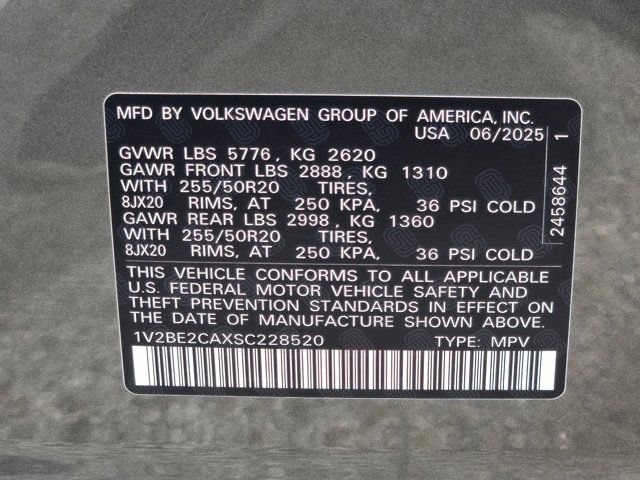 MFD BY VOLKSWAGEN GROUP OF AMERICA, INC.
USA 06/2025
GVWR LBS 5776, KG 2620
GAWR FRONT LBS 2888, KG 1310
WITH 255/50R20 TIRES,
8JX20 RIMS, AT 250 KPA, 36 PSI COLD
GAWR REAR LBS 2998, KG 1360
WITH 255/50R20 TIRES,
8JX20 RIMS, AT 250 KPA, 36 PSI COLD
THIS VEHICLE CONFORMS TO ALL APPLICABLE
U.S. FEDERAL MOTOR VEHICLE SAFETY AND
THEFT PREVENTION STANDARDS IN EFFECT ON
THE DATE OF MANUFACTURE SHOWN ABOVE.
1V2BE2CAXSC228520 TYPE: MPV
2458644 1